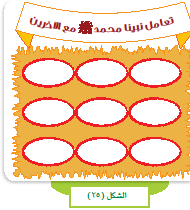 تعامل نبينا محمد ﷺ مع الآخرين
الشكل (٢٥)